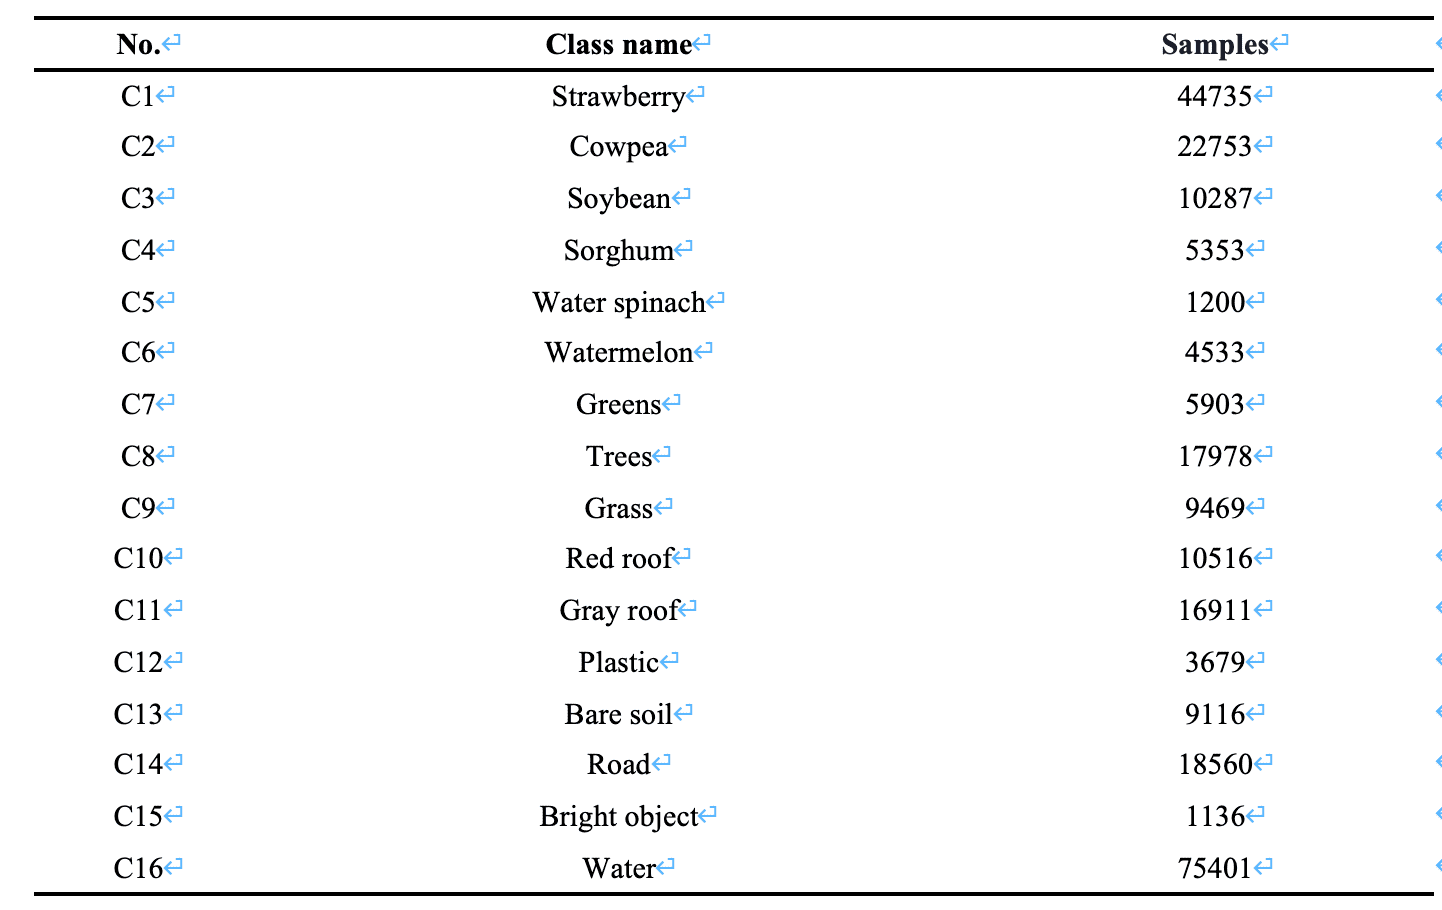 No. Class name Samples
C1 Strawberry 44735
C2 Cowpea 22753
C3 Soybean 10287
C4 Sorghum 5353
C5 Water spinach 1200
C6 Watermelon 4533
C7 Greens 5903
C8 Trees 17978
C9 Grass 9469
C10 Red roof 10516
C11 Gray roof 16911
C12 Plastic 3679
C13 Bare soil 9116
C14 Road 18560
C15 Bright object 1136
C16 Water 75401